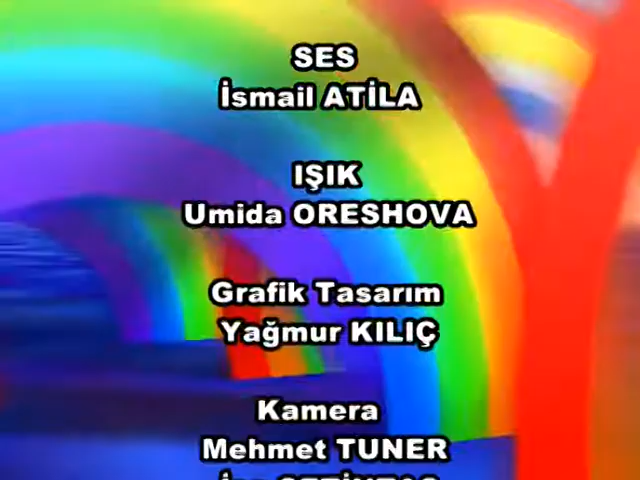 SES
İsmail ATİLA
IŞIK
Umida ORESHOVA
Grafik Tasarım
Yağmur KILIÇ
Kamera
Mehmet TUNER